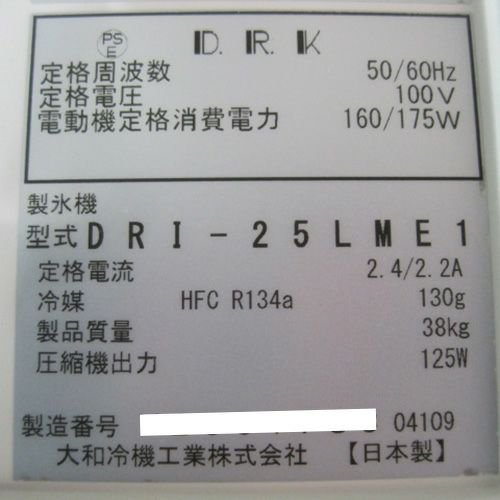 PS
E
D.R.K
定格周波数 50/60Hz
定格電圧 100V
電動機定格消費電力 160/175W
製氷機
型式 DRI-25LME1
定格電流 2.4/2.2A
冷媒 HFC R134a 130g
製品質量 38kg
圧縮機出力 125W
製造番号 04109
大和冷機工業株式会社 【日本製】